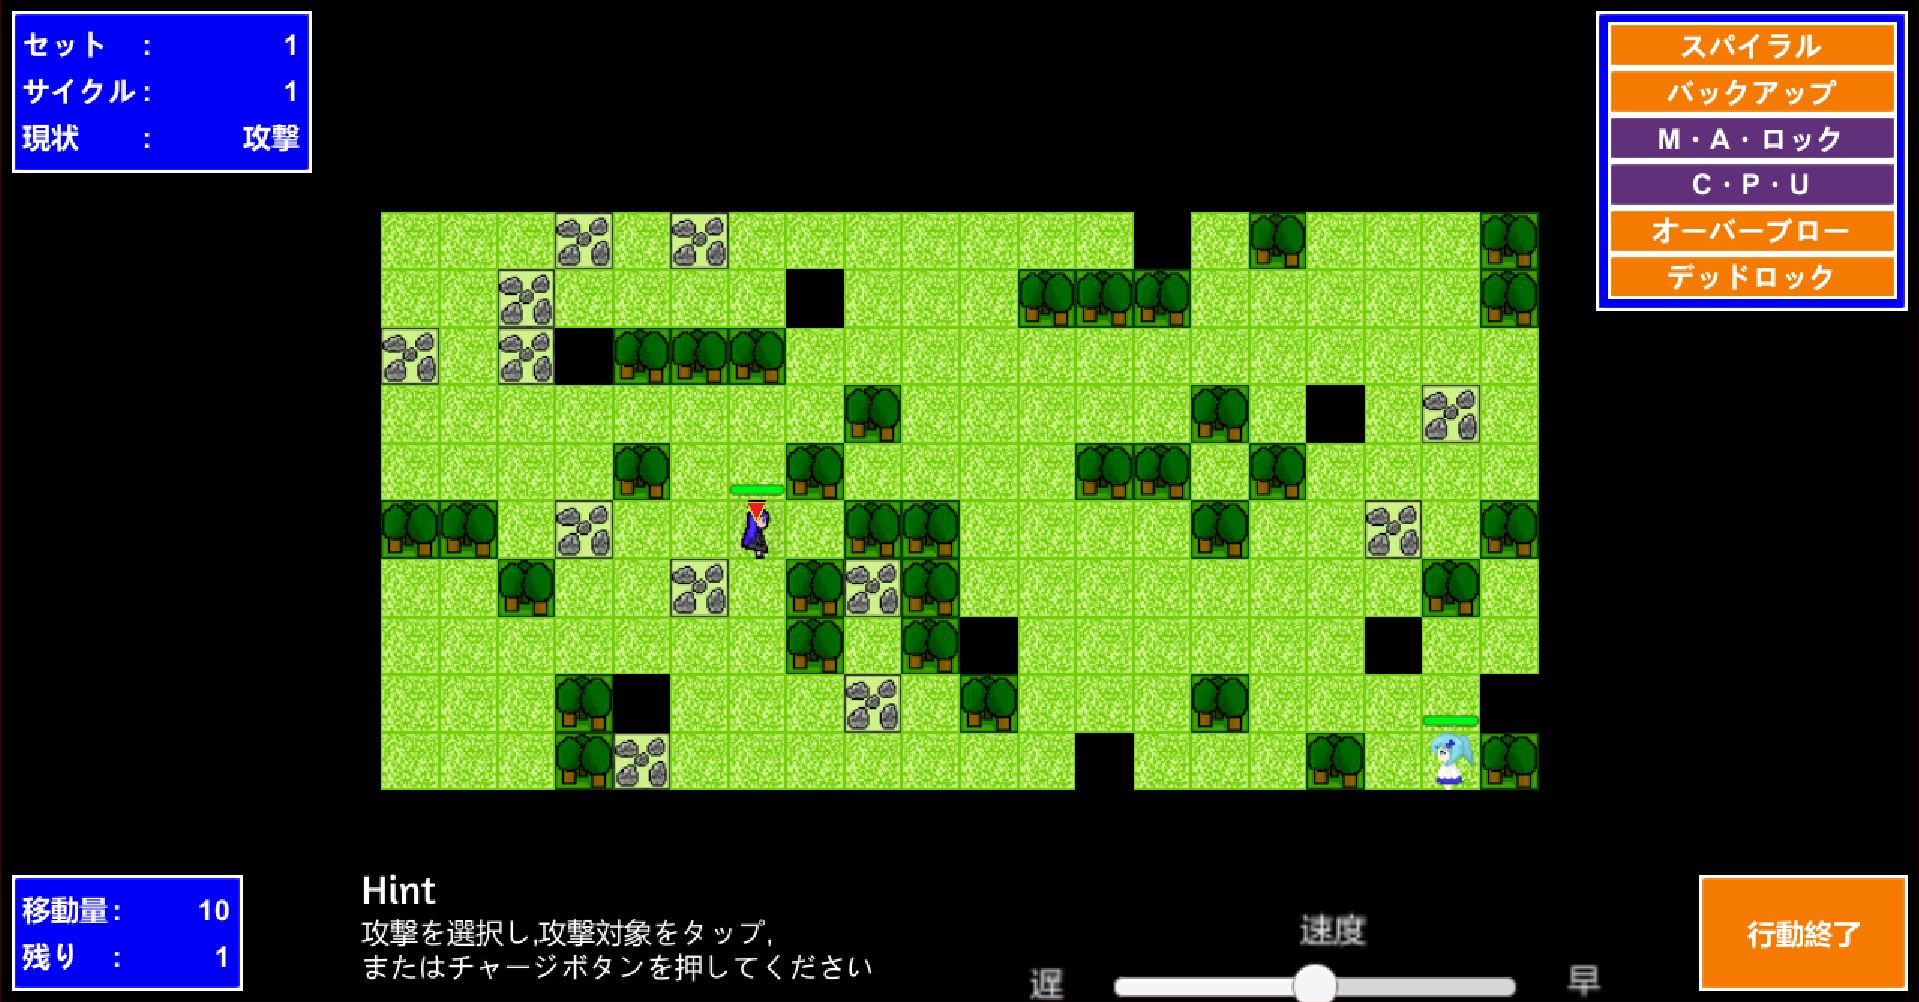 セット : 1
サイクル: 1
現状 : 攻撃
スパイラル
バックアップ
M・A・ロック
C・P・U
オーバーブロー
デッドロック
移動量: 10
残り : 1
Hint
攻撃を選択し,攻撃対象をタップ,
またはチャージボタンを押してください
速度
遅
早
行動終了